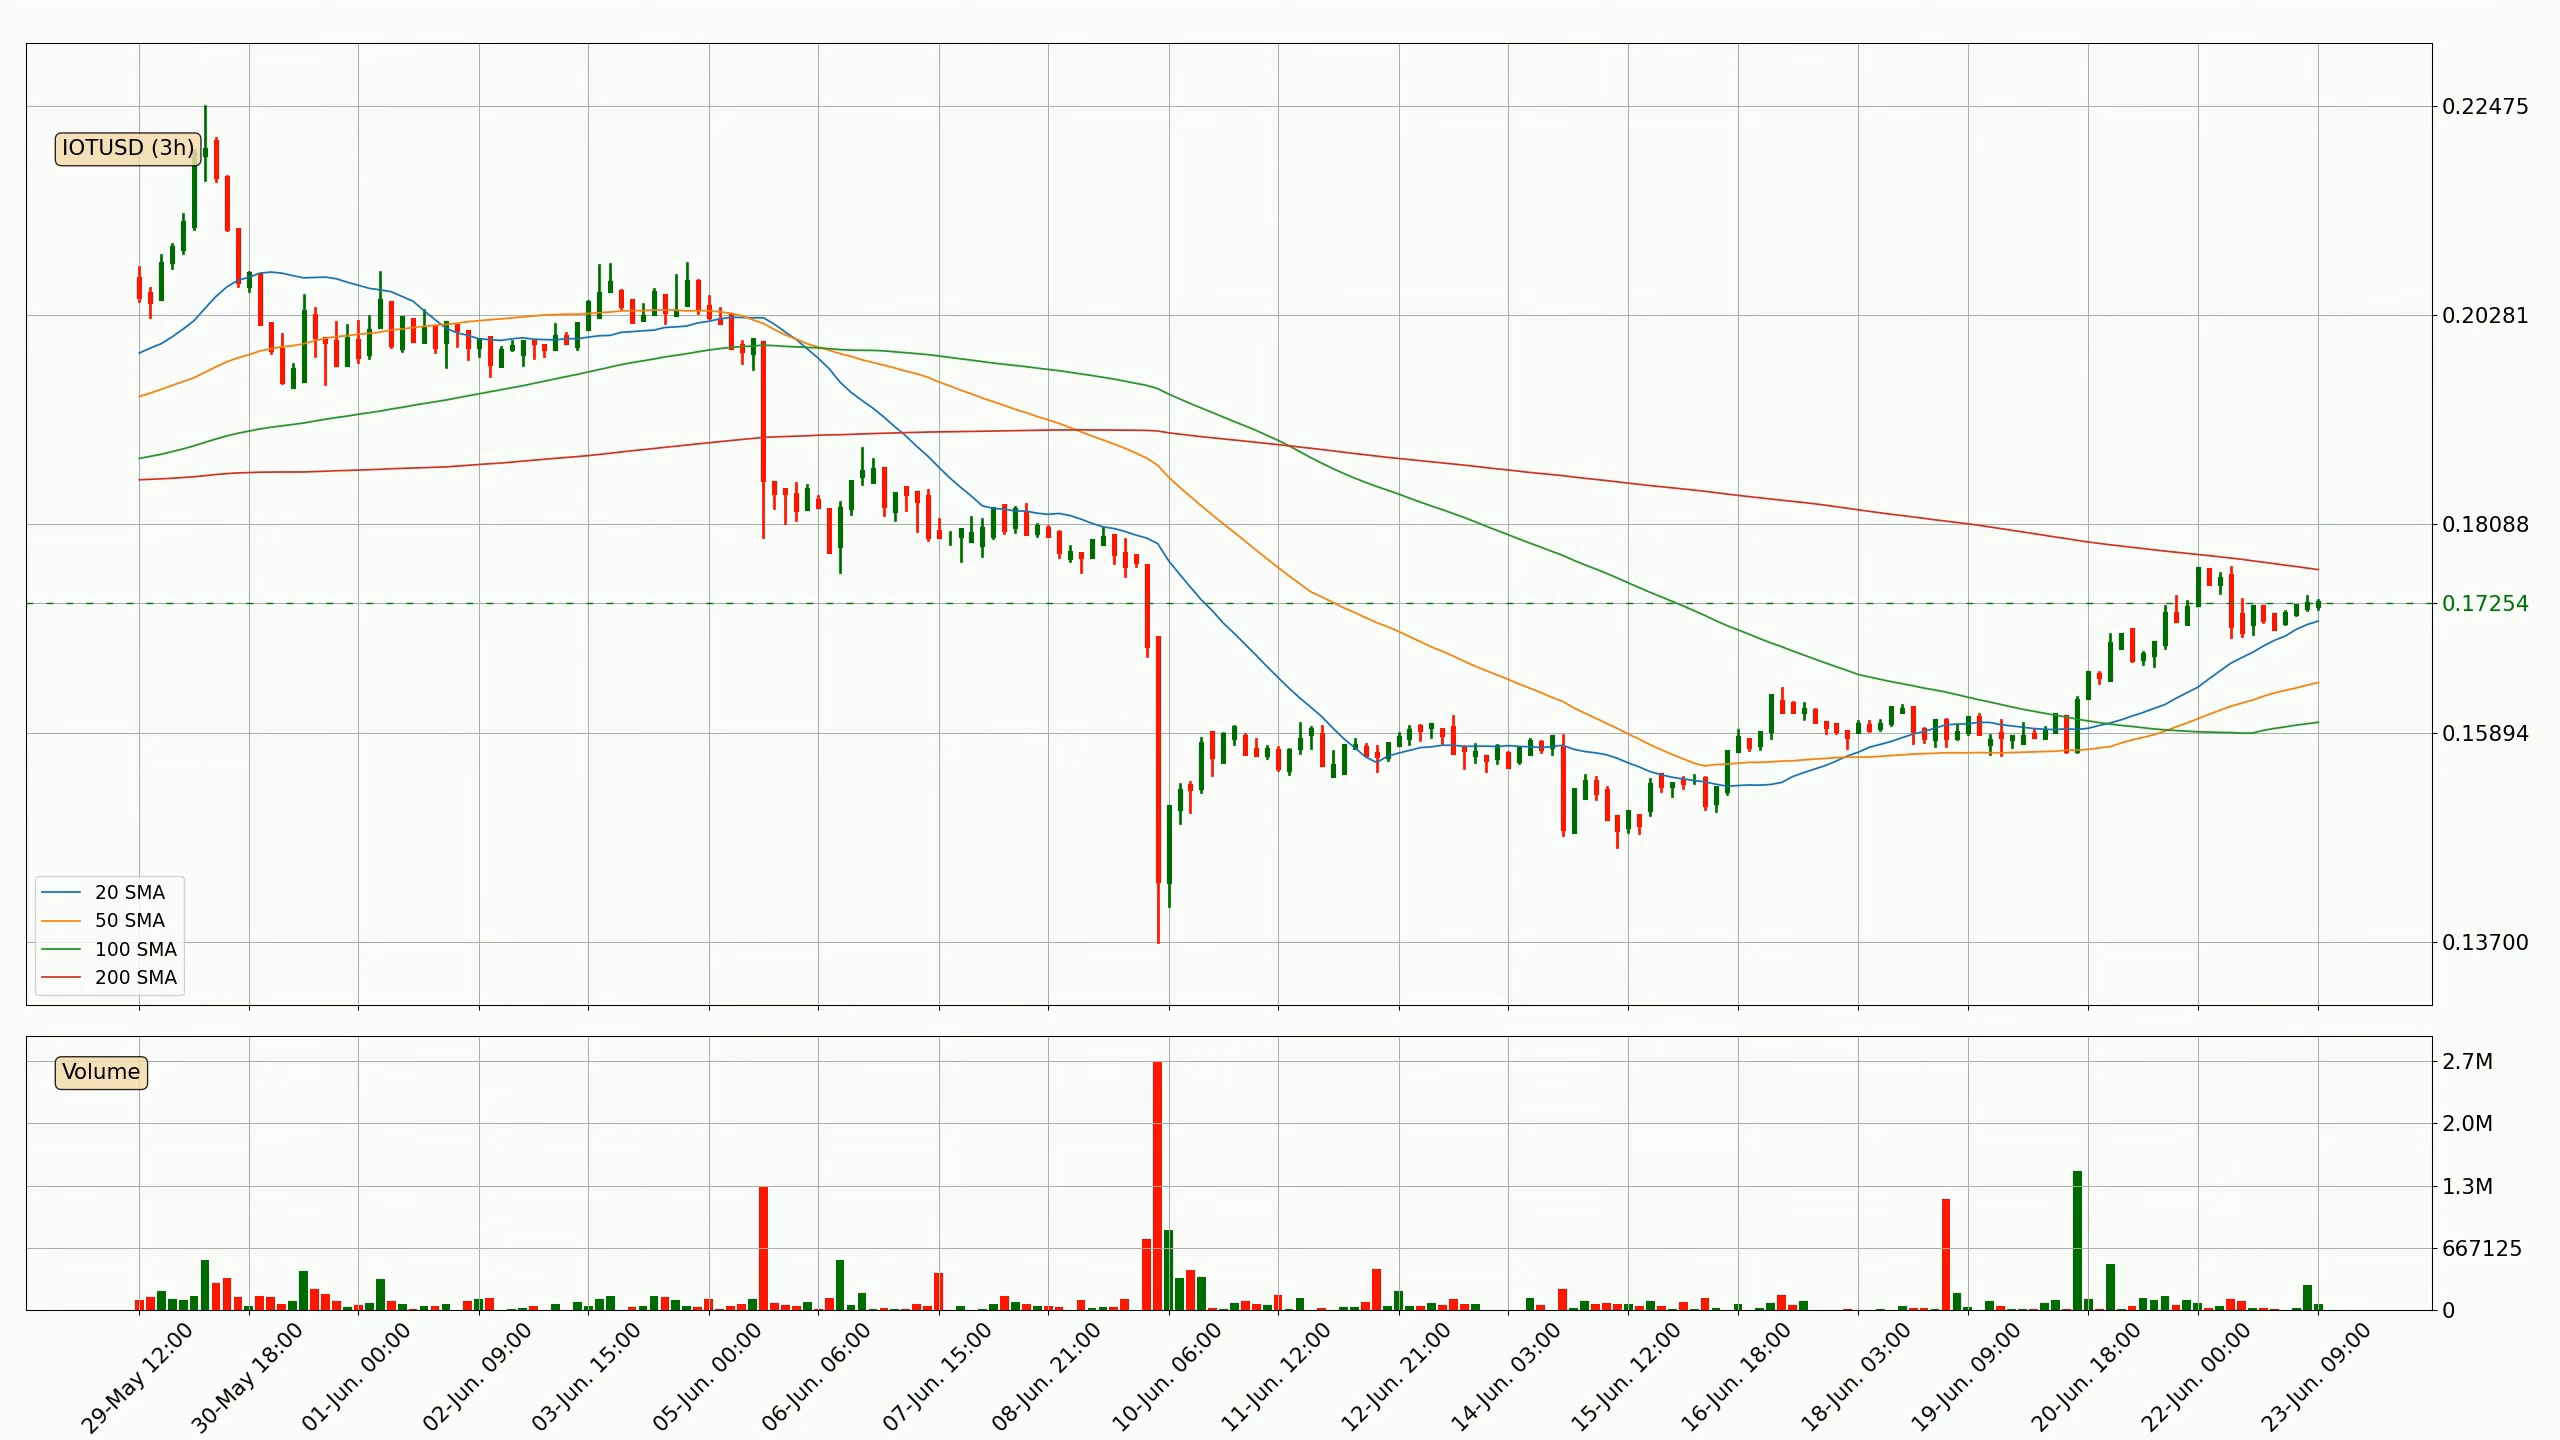 IOTUSD (3h)
0.22475
0.20281
0.18088
0.17254
0.15894
0.13700
20 SMA
50 SMA
100 SMA
200 SMA
Volume
2.7M
2.0M
1.3M
667125
0
29-May 12:00
30-May 18:00
01-Jun. 00:00
02-Jun. 09:00
03-Jun. 15:00
05-Jun. 00:00
06-Jun. 06:00
07-Jun. 15:00
08-Jun. 21:00
10-Jun. 06:00
11-Jun. 12:00
12-Jun. 21:00
14-Jun. 03:00
15-Jun. 12:00
16-Jun. 18:00
18-Jun. 03:00
19-Jun. 09:00
20-Jun. 18:00
22-Jun. 00:00
23-Jun. 09:00